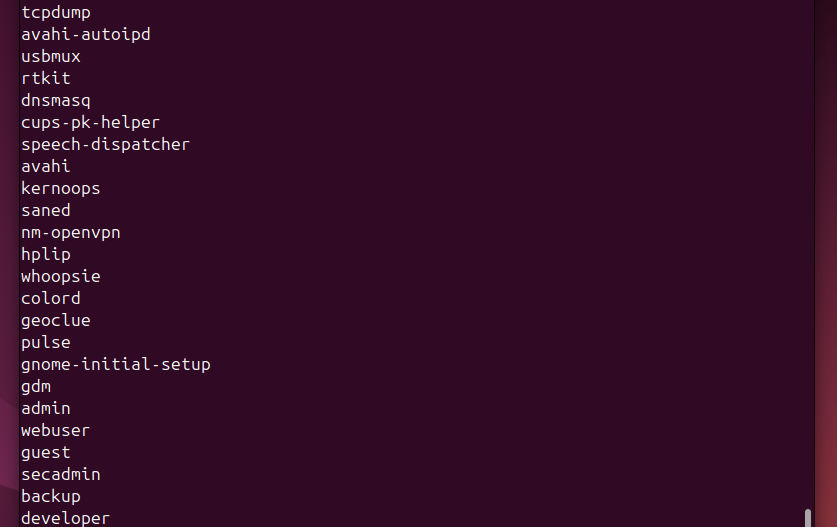 tcpdump
avahi-autoipd
usbmux
rtkit
dnsmasq
cups-pk-helper
speech-dispatcher
avahi
kernoops
saned
nm-openvpn
hplip
whoopsie
colord
geoclue
pulse
gnome-initial-setup
gdm
admin
webuser
guest
secadmin
backup
developer